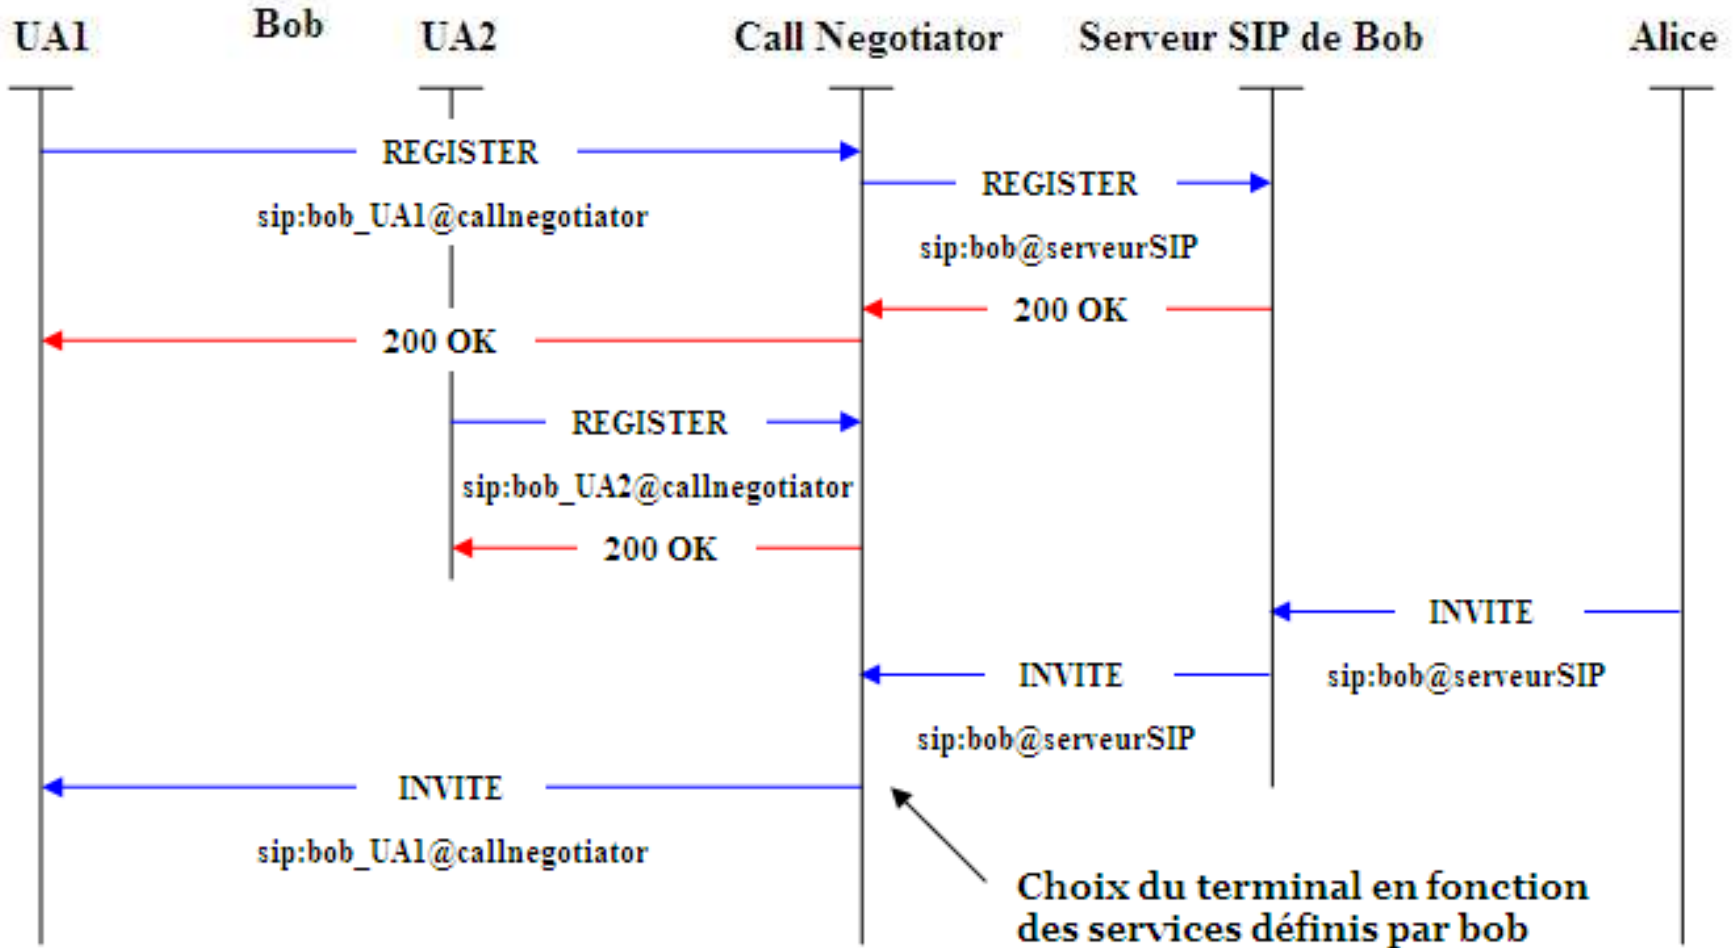 UA1
Bob
UA2
Call Negotiator
Serveur SIP de Bob
Alice
REGISTER
REGISTER
sip:bob_UA1@callnegotiator
sip:bob@serveurSIP
200 OK
200 OK
REGISTER
sip:bob_UA2@callnegotiator
200 OK
INVITE
INVITE
sip:bob@serveurSIP
sip:bob@serveurSIP
INVITE
sip:bob_UA1@callnegotiator
Choix du terminal en fonction
des services définis par bob